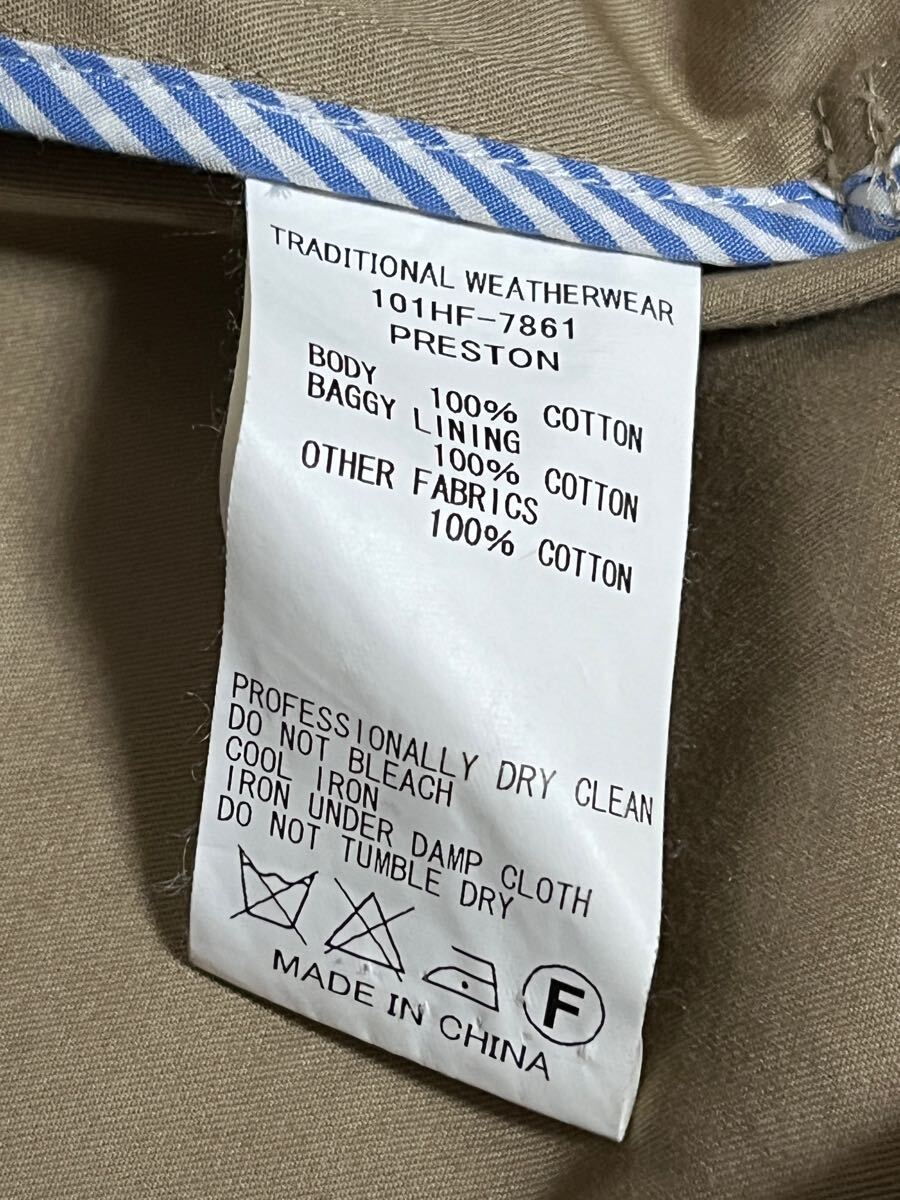 TRADITIONAL WEATHERWEAR
101HF-7861
PRESTON
BODY
100% COTTON
BAGGY LINING
100% COTTON
OTHER FABRICS
100% COTTON
PROFESSIONALLY DRY CLEAN
DO NOT BLEACH
COOL IRON
IRON UNDER DAMP CLOTH
DO NOT TUMBLE DRY
F
MADE IN CHINA